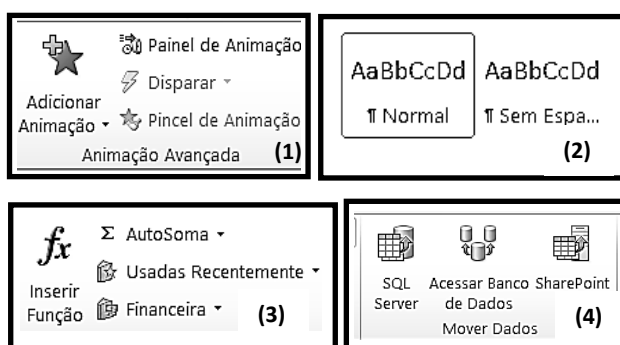 Adicionar Animação
Painel de Animação
Disparar
Pincel de Animação
Animação Avançada (1)
AaBbCcDd AaBbCcDd
¶ Normal ¶ Sem Espa...
(2)
fx
Inserir Função
Σ AutoSoma
Usadas Recentemente
Financeira (3)
SQL Server
Acessar Banco de Dados
SharePoint
Mover Dados (4)